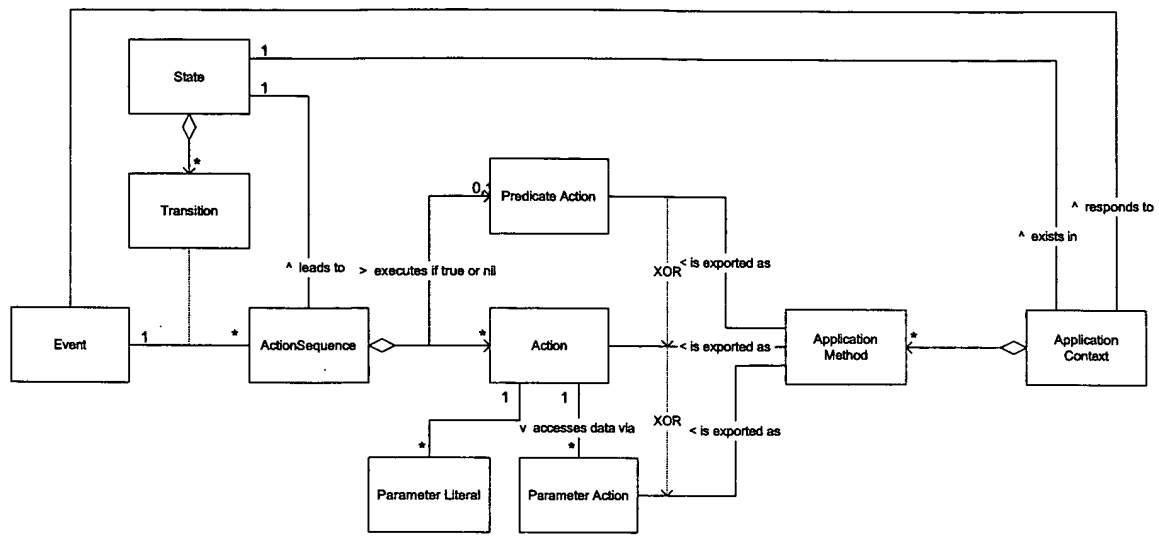 1
State
1
*
0,1
Predicate Action
Transition
^ responds to
^ exists in
^ leads to
> executes if true or nil
XOR
< is exported as
Event
1
*
ActionSequence
*
Action
< is exported as
Application
Method
*
Application
Context
1
1
v accesses data via
XOR
< is exported as
*
*
Parameter Literal
Parameter Action